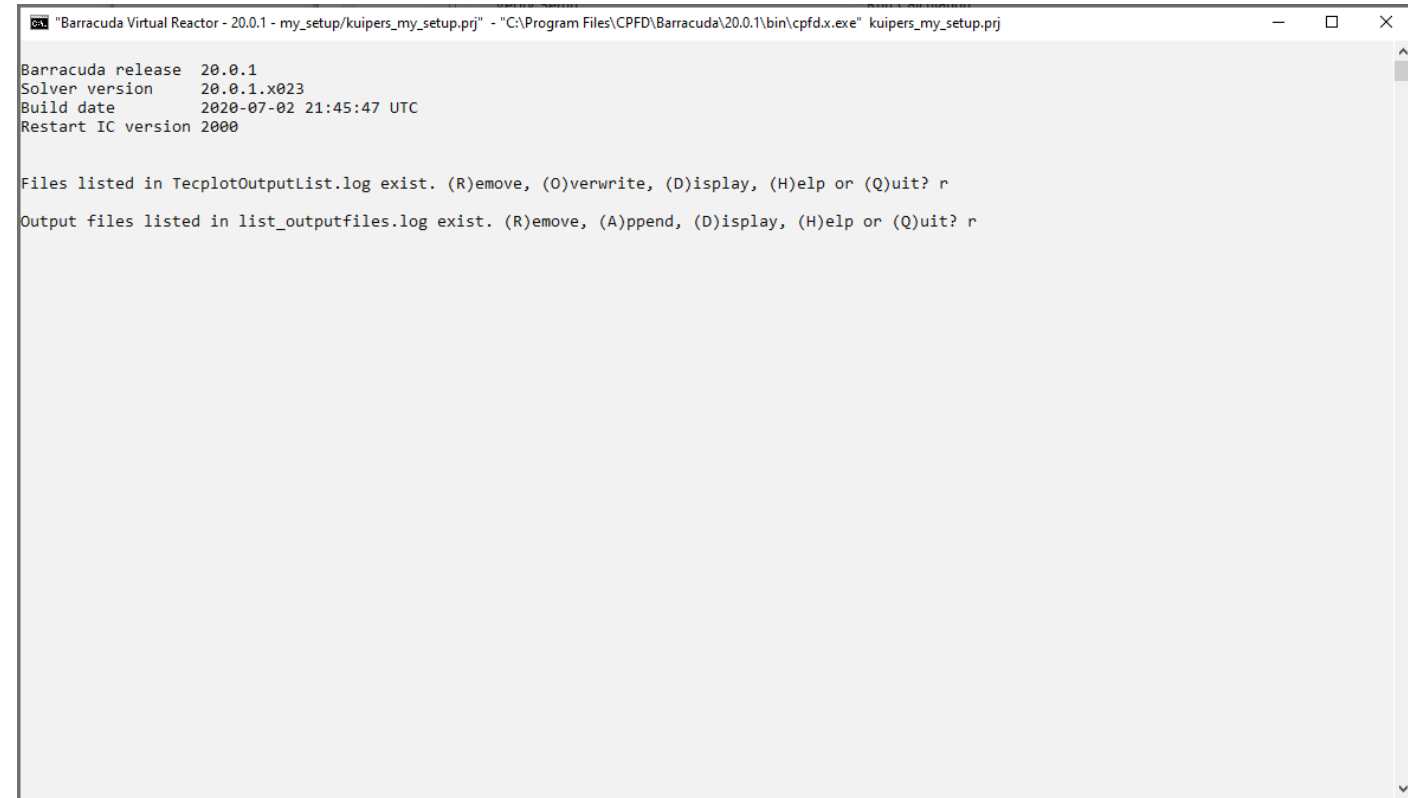 "Barracuda Virtual Reactor - 20.0.1 - my_setup/kuipers_my_setup.prj" - "C:\Program Files\CPFD\Barracuda\20.0.1\bin\cpfd.x.exe" kuipers_my_setup.prj
Barracuda release 20.0.1
Solver version 20.0.1.x023
Build date 2020-07-02 21:45:47 UTC
Restart IC version 2000
Files listed in TecplotOutputList.log exist. (R)emove, (O)verwrite, (D)isplay, (H)elp or (Q)uit? r
Output files listed in list_outputfiles.log exist. (R)emove, (A)ppend, (D)isplay, (H)elp or (Q)uit? r